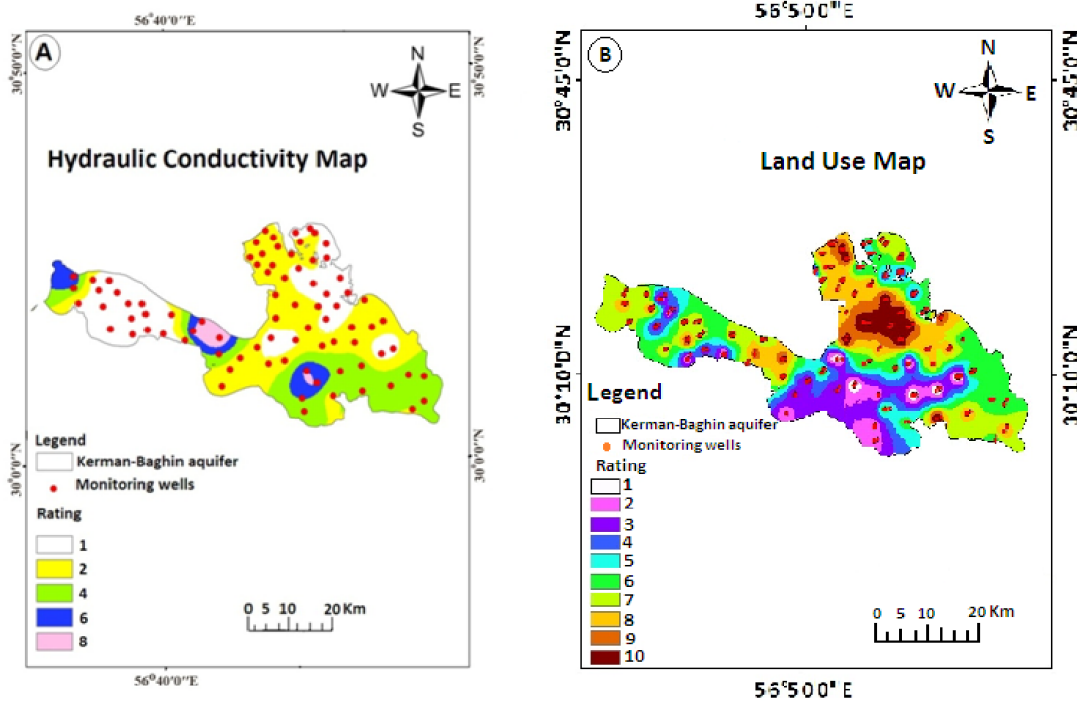 56°40'0''E
A
30°50'0''N
30°50'0''N
N
W E
S
Hydraulic Conductivity Map
Legend
Kerman-Baghin aquifer
Monitoring wells
Rating
1
2
4
6
8
30°0'0''N
30°0'0''N
0 5 10 20 Km
56°40'0''E
56°50'0" E
B
30°45'0"N
30°45'0"N
N
W E
S
Land Use Map
30°10'0"N
30°10'0"N
Legend
Kerman-Baghin aquifer
Monitoring wells
Rating
1
2
3
4
5
6
7
8
9
10
0 5 10 20 Km
56°50'0" E